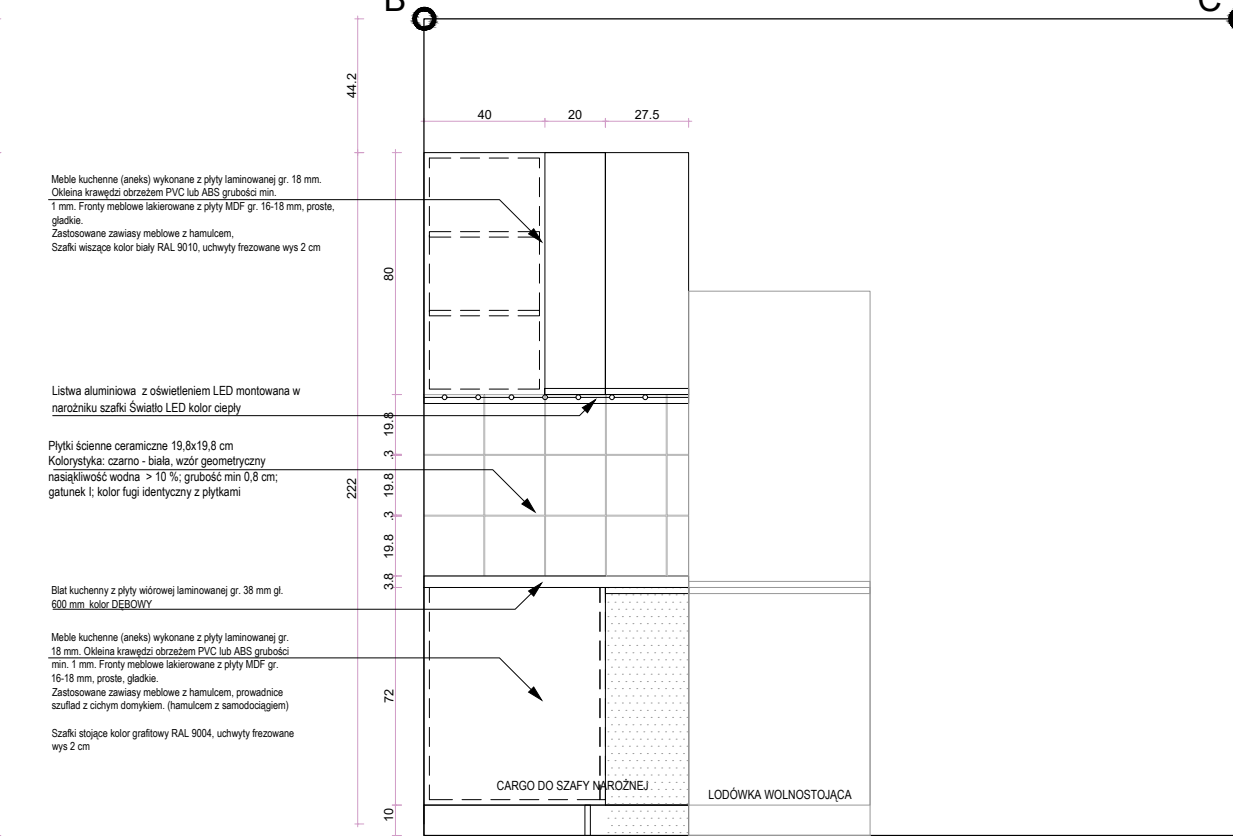 B
C
44.2
40
20
27.5
Meble kuchenne (aneks) wykonane z płyty laminowanej gr. 18 mm.
Okleina krawędzi obrzeżem PVC lub ABS grubości min.
1 mm. Fronty meblowe lakierowane z płyty MDF gr. 16-18 mm, proste,
gładkie.
Zastosowane zawiasy meblowe z hamulcem,
Szafki wiszące kolor biały RAL 9010, uchwyty frezowane wys 2 cm
80
Listwa aluminiowa z oświetleniem LED montowana w
narożniku szafki Światło LED kolor ciepły
19.8
Płytki ścienne ceramiczne 19,8x19,8 cm
Kolorystyka: czarno - biała, wzór geometryczny
nasiąkliwość wodna > 10 %; grubość min 0,8 cm;
gatunek I; kolor fugi identyczny z płytkami
.3
19.8
222
.3
19.8
3.8
Blat kuchenny z płyty wiórowej laminowanej gr. 38 mm gł.
600 mm kolor DĘBOWY
Meble kuchenne (aneks) wykonane z płyty laminowanej gr.
18 mm. Okleina krawędzi obrzeżem PVC lub ABS grubości
min. 1 mm. Fronty meblowe lakierowane z płyty MDF gr.
16-18 mm, proste, gładkie.
Zastosowane zawiasy meblowe z hamulcem, prowadnice
szuflad z cichym domykiem. (hamulcem z samodociągiem)
Szafki stojące kolor grafitowy RAL 9004, uchwyty frezowane
wys 2 cm
72
CARGO DO SZAFY NAROŻNEJ
LODÓWKA WOLNOSTOJĄCA
10